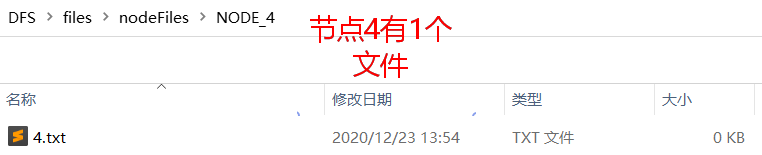 DFS > files > nodeFiles > NODE_4
节点4有1个
文件
名称 修改日期 类型 大小
4.txt 2020/12/23 13:54 TXT 文件 0 KB